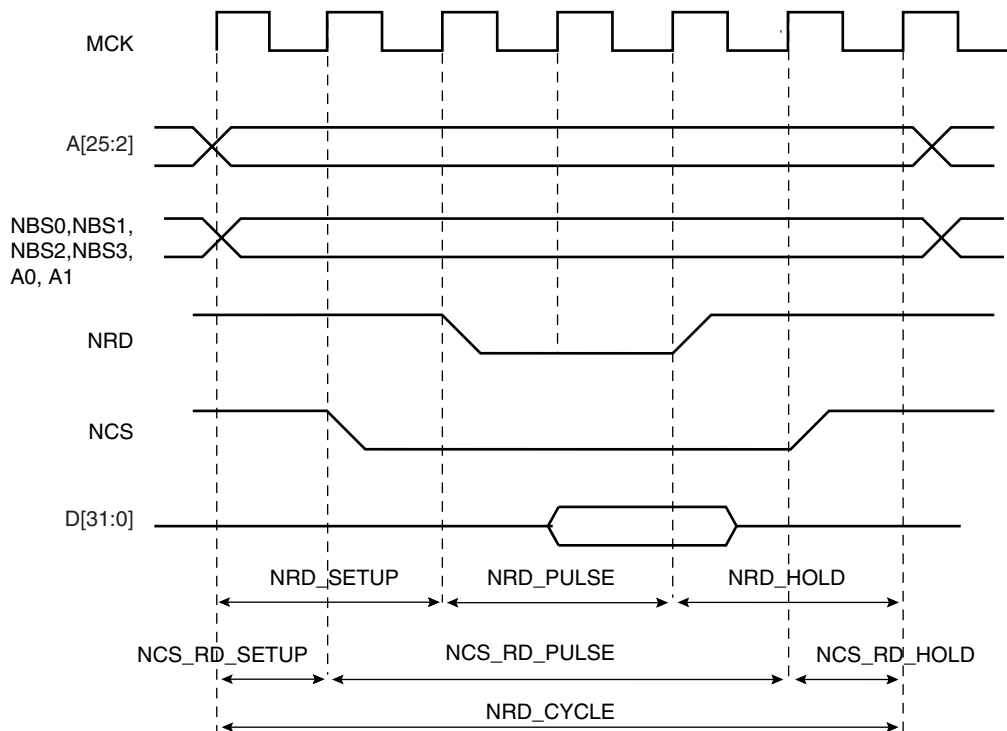 MCK
A[25:2]
NBS0,NBS1,
NBS2,NBS3,
A0, A1
NRD
NCS
D[31:0]
NRD_SETUP
NRD_PULSE
NRD_HOLD
NCS_RD_SETUP
NCS_RD_PULSE
NCS_RD_HOLD
NRD_CYCLE